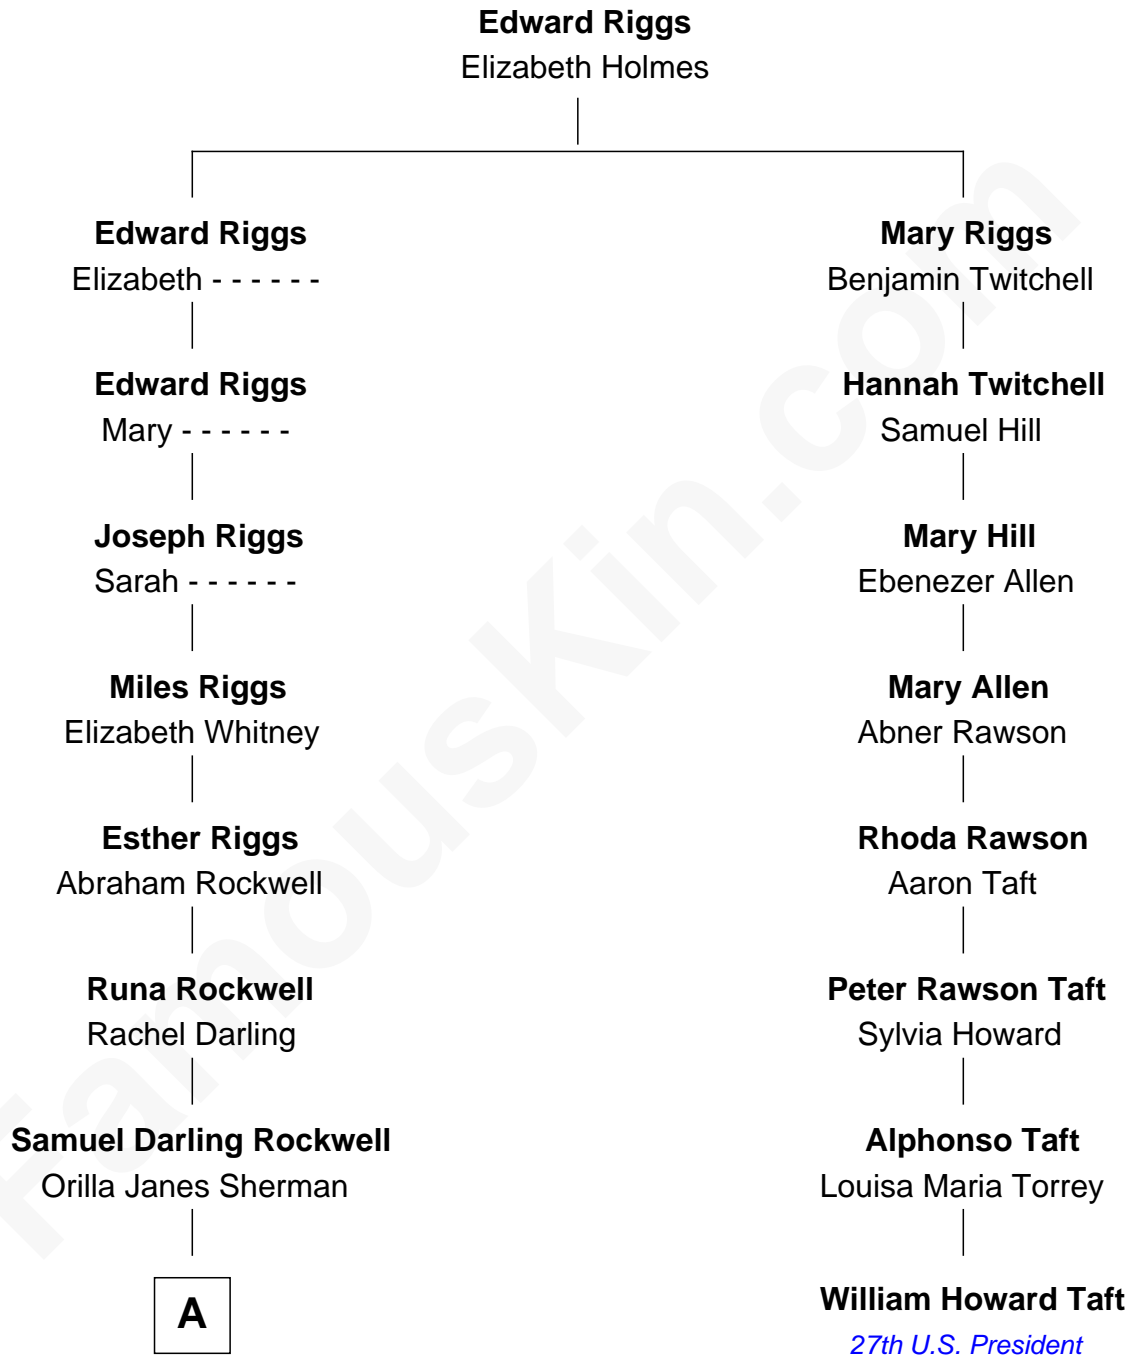 Edward Riggs
Elizabeth Holmes
Edward Riggs
Elizabeth - - - - - -
Mary Riggs
Benjamin Twitchell
Edward Riggs
Mary - - - - - -
Hannah Twitchell
Samuel Hill
Joseph Riggs
Sarah - - - - - -
Mary Hill
Ebenezer Allen
Miles Riggs
Elizabeth Whitney
Mary Allen
Abner Rawson
Esther Riggs
Abraham Rockwell
Rhoda Rawson
Aaron Taft
Runa Rockwell
Rachel Darling
Peter Rawson Taft
Sylvia Howard
Samuel Darling Rockwell
Orilla Janes Sherman
Alphonso Taft
Louisa Maria Torrey
A
William Howard Taft
27th U.S. President
FamousKin.com